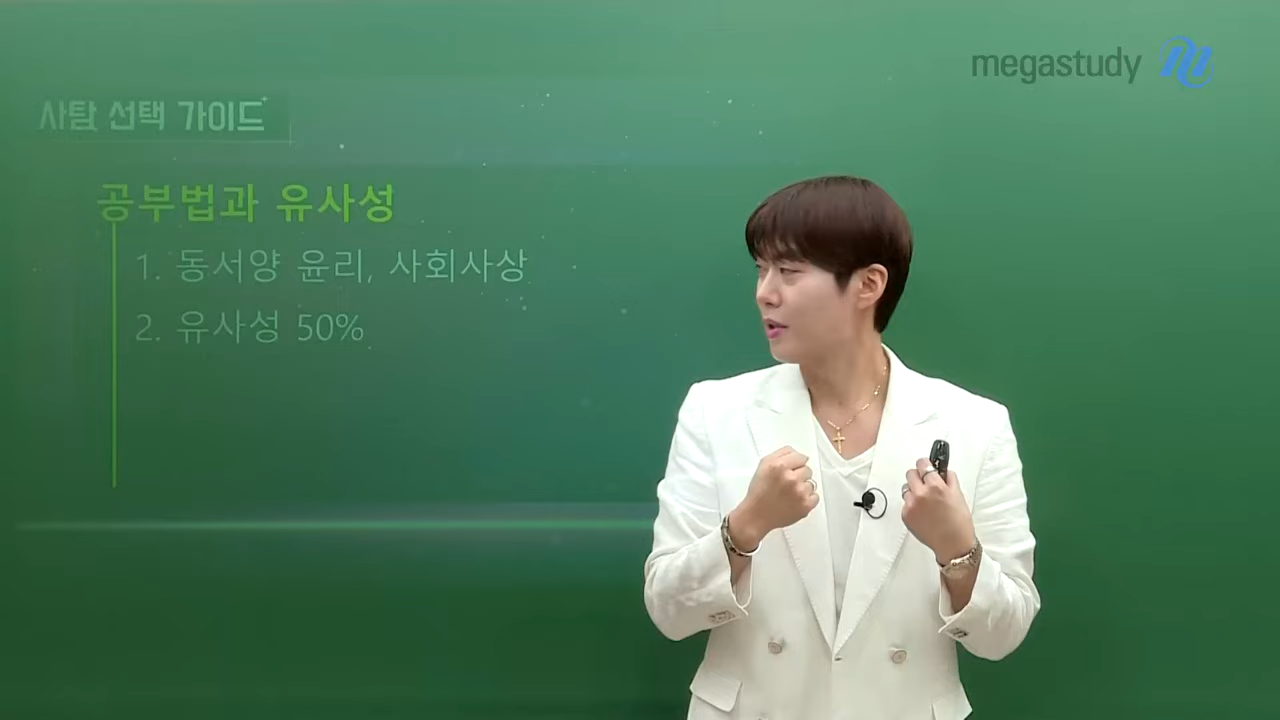 megastudy
사탐 선택 가이드
공부법과 유사성
1. 동서양 윤리, 사회사상
2. 유사성 50%